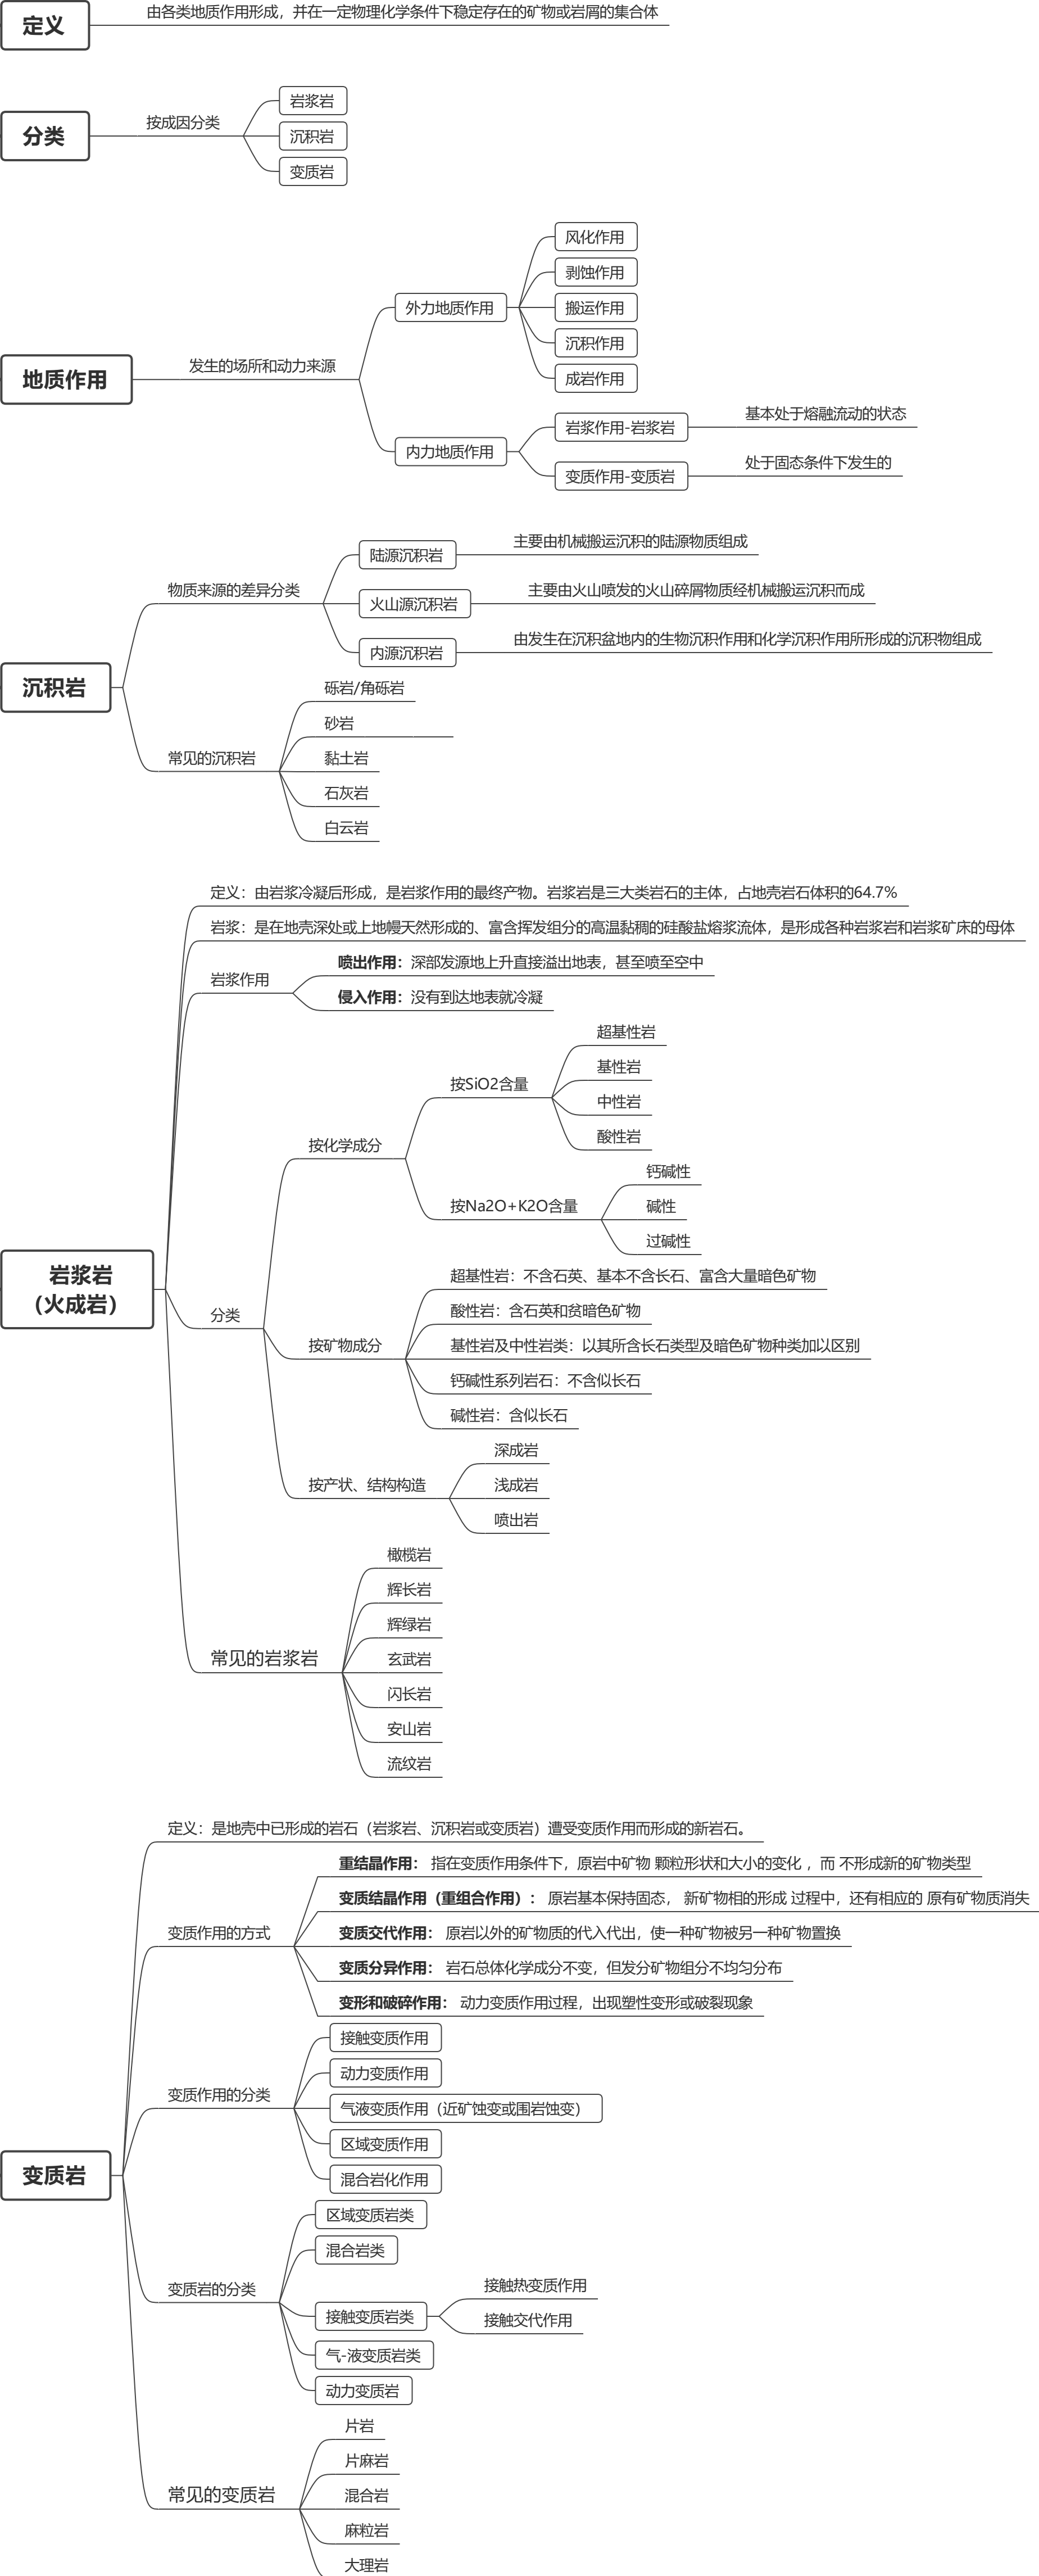 定义
由各类地质作用形成，并在一定物理化学条件下稳定存在的矿物或岩屑的集合体
分类
按成因分类
岩浆岩
沉积岩
变质岩
地质作用
发生的场所和动力来源
外力地质作用
风化作用
剥蚀作用
搬运作用
沉积作用
成岩作用
内力地质作用
岩浆作用-岩浆岩
基本处于熔融流动的状态
变质作用-变质岩
处于固态条件下发生的
沉积岩
物质来源的差异分类
陆源沉积岩
主要由机械搬运沉积的陆源物质组成
火山源沉积岩
主要由火山喷发的火山碎屑物质经机械搬运沉积而成
内源沉积岩
由发生在沉积盆地内的生物沉积作用和化学沉积作用所形成的沉积物组成
常见的沉积岩
砾岩/角砾岩
砂岩
黏土岩
石灰岩
白云岩
岩浆岩
（火成岩）
定义：由岩浆冷凝后形成，是岩浆作用的最终产物。岩浆岩是三大类岩石的主体，占地壳岩石体积的64.7%
岩浆：是在地壳深处或上地幔天然形成的、富含挥发组分的高温黏稠的硅酸盐熔浆流体，是形成各种岩浆岩和岩浆矿床的母体
岩浆作用
喷出作用：深部发源地上升直接溢出地表，甚至喷至空中
侵入作用：没有到达地表就冷凝
分类
按化学成分
按SiO2含量
超基性岩
基性岩
中性岩
酸性岩
按Na2O+K2O含量
钙碱性
碱性
过碱性
按矿物成分
超基性岩：不含石英、基本不含长石、富含大量暗色矿物
酸性岩：含石英和贫暗色矿物
基性岩及中性岩类：以其所含长石类型及暗色矿物种类加以区别
钙碱性系列岩石：不含似长石
碱性岩：含似长石
按产状、结构构造
深成岩
浅成岩
喷出岩
常见的岩浆岩
橄榄岩
辉长岩
辉绿岩
玄武岩
闪长岩
安山岩
流纹岩
变质岩
定义：是地壳中已形成的岩石（岩浆岩、沉积岩或变质岩）遭受变质作用而形成的新岩石。
变质作用的方式
重结晶作用： 指在变质作用条件下，原岩中矿物 颗粒形状和大小的变化 ，而 不形成新的矿物类型
变质结晶作用（重组合作用）： 原岩基本保持固态， 新矿物相的形成 过程中，还有相应的 原有矿物质消失
变质交代作用： 原岩以外的矿物质的代入代出，使一种矿物被另一种矿物置换
变质分异作用： 岩石总体化学成分不变，但发分矿物组分不均匀分布
变形和破碎作用： 动力变质作用过程，出现塑性变形或破裂现象
变质作用的分类
接触变质作用
动力变质作用
气液变质作用（近矿蚀变或围岩蚀变）
区域变质作用
混合岩化作用
变质岩的分类
区域变质岩类
混合岩类
接触变质岩类
接触热变质作用
接触交代作用
气-液变质岩类
动力变质岩
常见的变质岩
片岩
片麻岩
混合岩
麻粒岩
大理岩